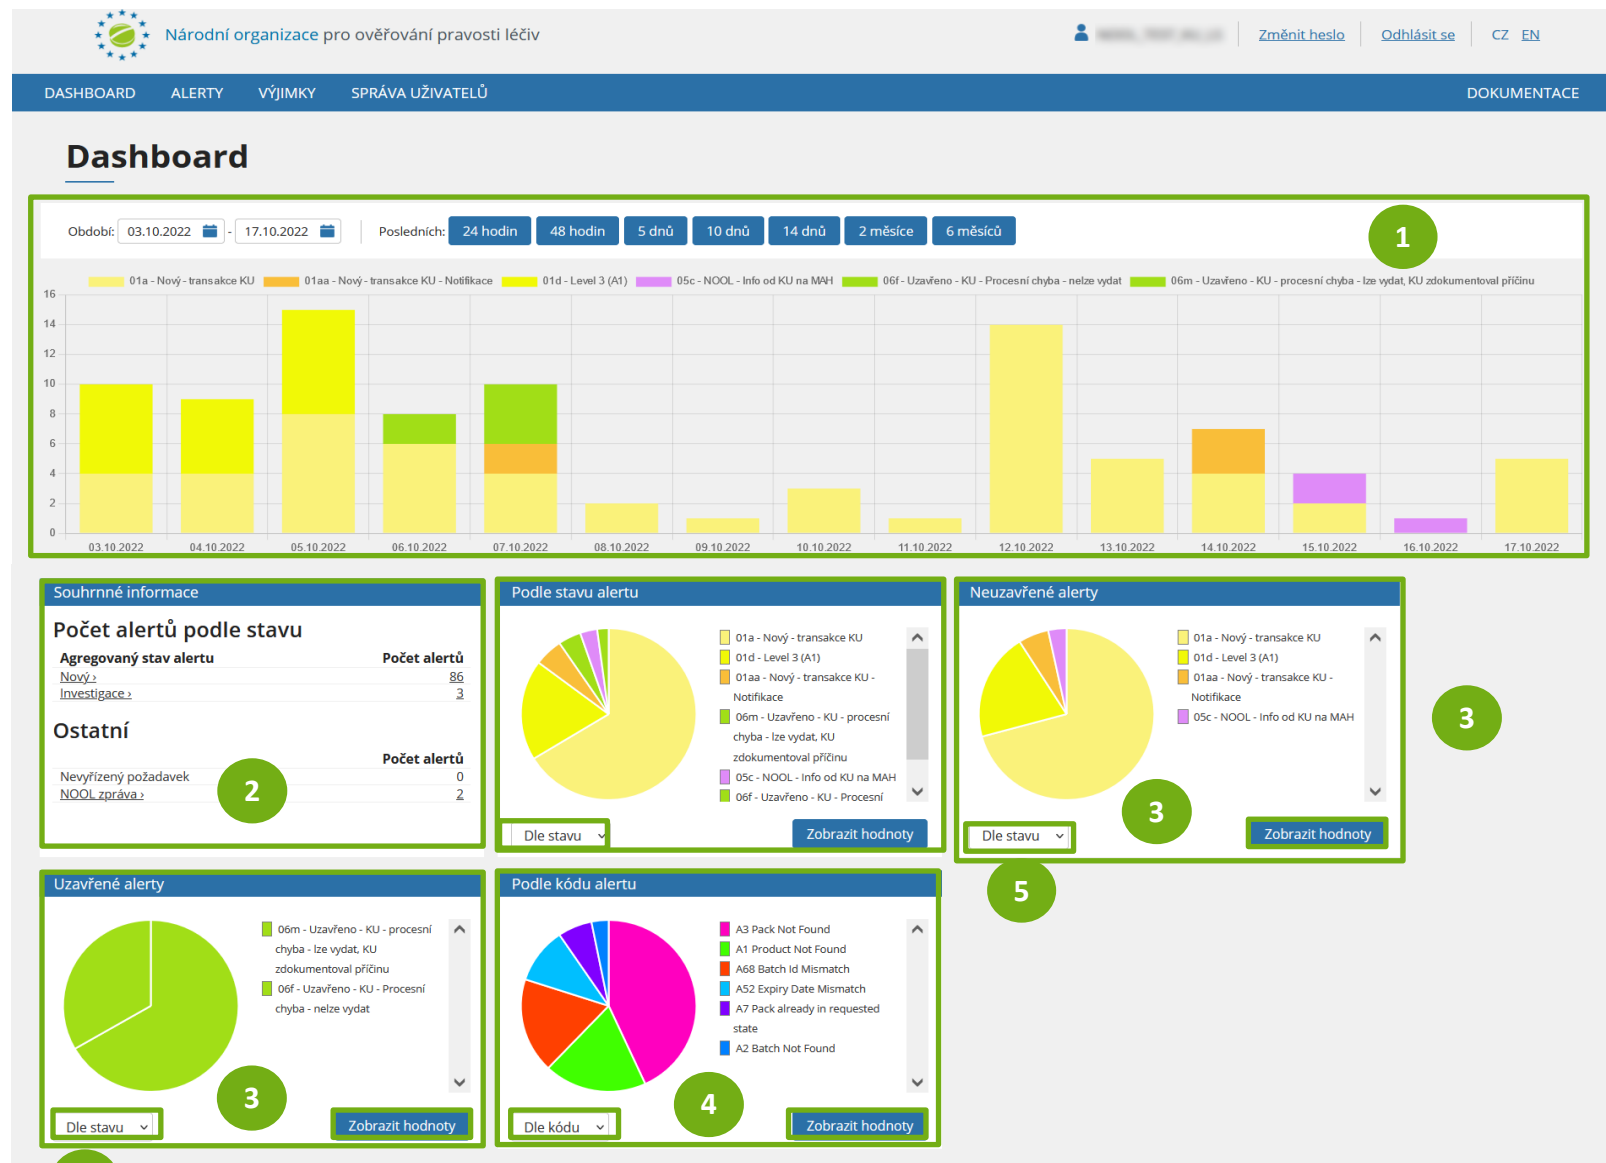 Národní organizace pro ověřování pravosti léčiv
Změnit heslo
Odhlásit se
CZ EN
DASHBOARD ALERTY VÝJIMKY SPRÁVA UŽIVATELŮ DOKUMENTACE
Dashboard
Období: 03.10.2022 - 17.10.2022 Posledních: 24 hodin 48 hodin 5 dnů 10 dnů 14 dnů 2 měsíce 6 měsíců
1
01a - Nový - transakce KU 01aa - Nový - transakce KU - Notifikace 01d - Level 3 (A1) 05c - NOOL - Info od KU na MAH 06f - Uzavřeno - KU - Procesní chyba - nelze vydat 06m - Uzavřeno - KU - procesní chyba - lze vydat, KU zdokumentoval příčinu
16
14
12
10
8
6
4
2
0
03.10.2022 04.10.2022 05.10.2022 06.10.2022 07.10.2022 08.10.2022 09.10.2022 10.10.2022 11.10.2022 12.10.2022 13.10.2022 14.10.2022 15.10.2022 16.10.2022 17.10.2022
Souhrnné informace
Počet alertů podle stavu
Agregovaný stav alertu Počet alertů
Nový › 86
Investigace › 3
Ostatní
Počet alertů
Nevyřízený požadavek 0
NOOL zpráva › 2
2
Podle stavu alertu
01a - Nový - transakce KU
01d - Level 3 (A1)
01aa - Nový - transakce KU -
Notifikace
06m - Uzavřeno - KU - procesní
chyba - lze vydat, KU
zdokumentoval příčinu
05c - NOOL - Info od KU na MAH
06f - Uzavřeno - KU - Procesní
Dle stavu Zobrazit hodnoty
Neuzavřené alerty
01a - Nový - transakce KU
01d - Level 3 (A1)
01aa - Nový - transakce KU -
Notifikace
05c - NOOL - Info od KU na MAH
3
3
Dle stavu Zobrazit hodnoty
5
Uzavřené alerty
06m - Uzavřeno - KU - procesní
chyba - lze vydat, KU
zdokumentoval příčinu
06f - Uzavřeno - KU - Procesní
chyba - nelze vydat
3
Dle stavu Zobrazit hodnoty
Podle kódu alertu
A3 Pack Not Found
A1 Product Not Found
A68 Batch Id Mismatch
A52 Expiry Date Mismatch
A7 Pack already in requested
state
A2 Batch Not Found
4
Dle kódu Zobrazit hodnoty